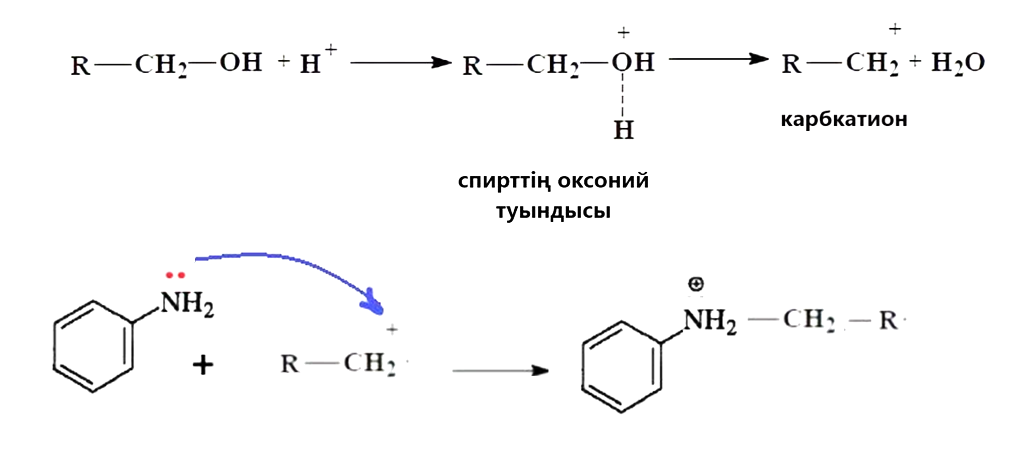 R—CH2—OH + H+ → R—CH2—O+H → R—CH2+ + H2O
H
карбкатион
спирттің оксоний
туындысы
NH2
+ R—CH2+ → NH2—CH2—R
⊕